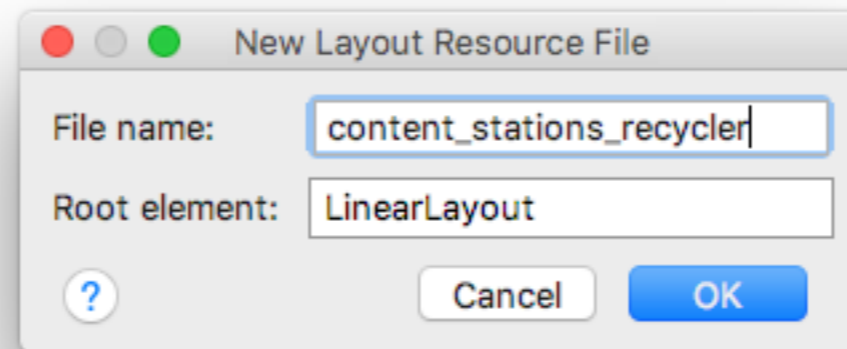 New Layout Resource File
File name: content_stations_recycler
Root element: LinearLayout
? Cancel OK